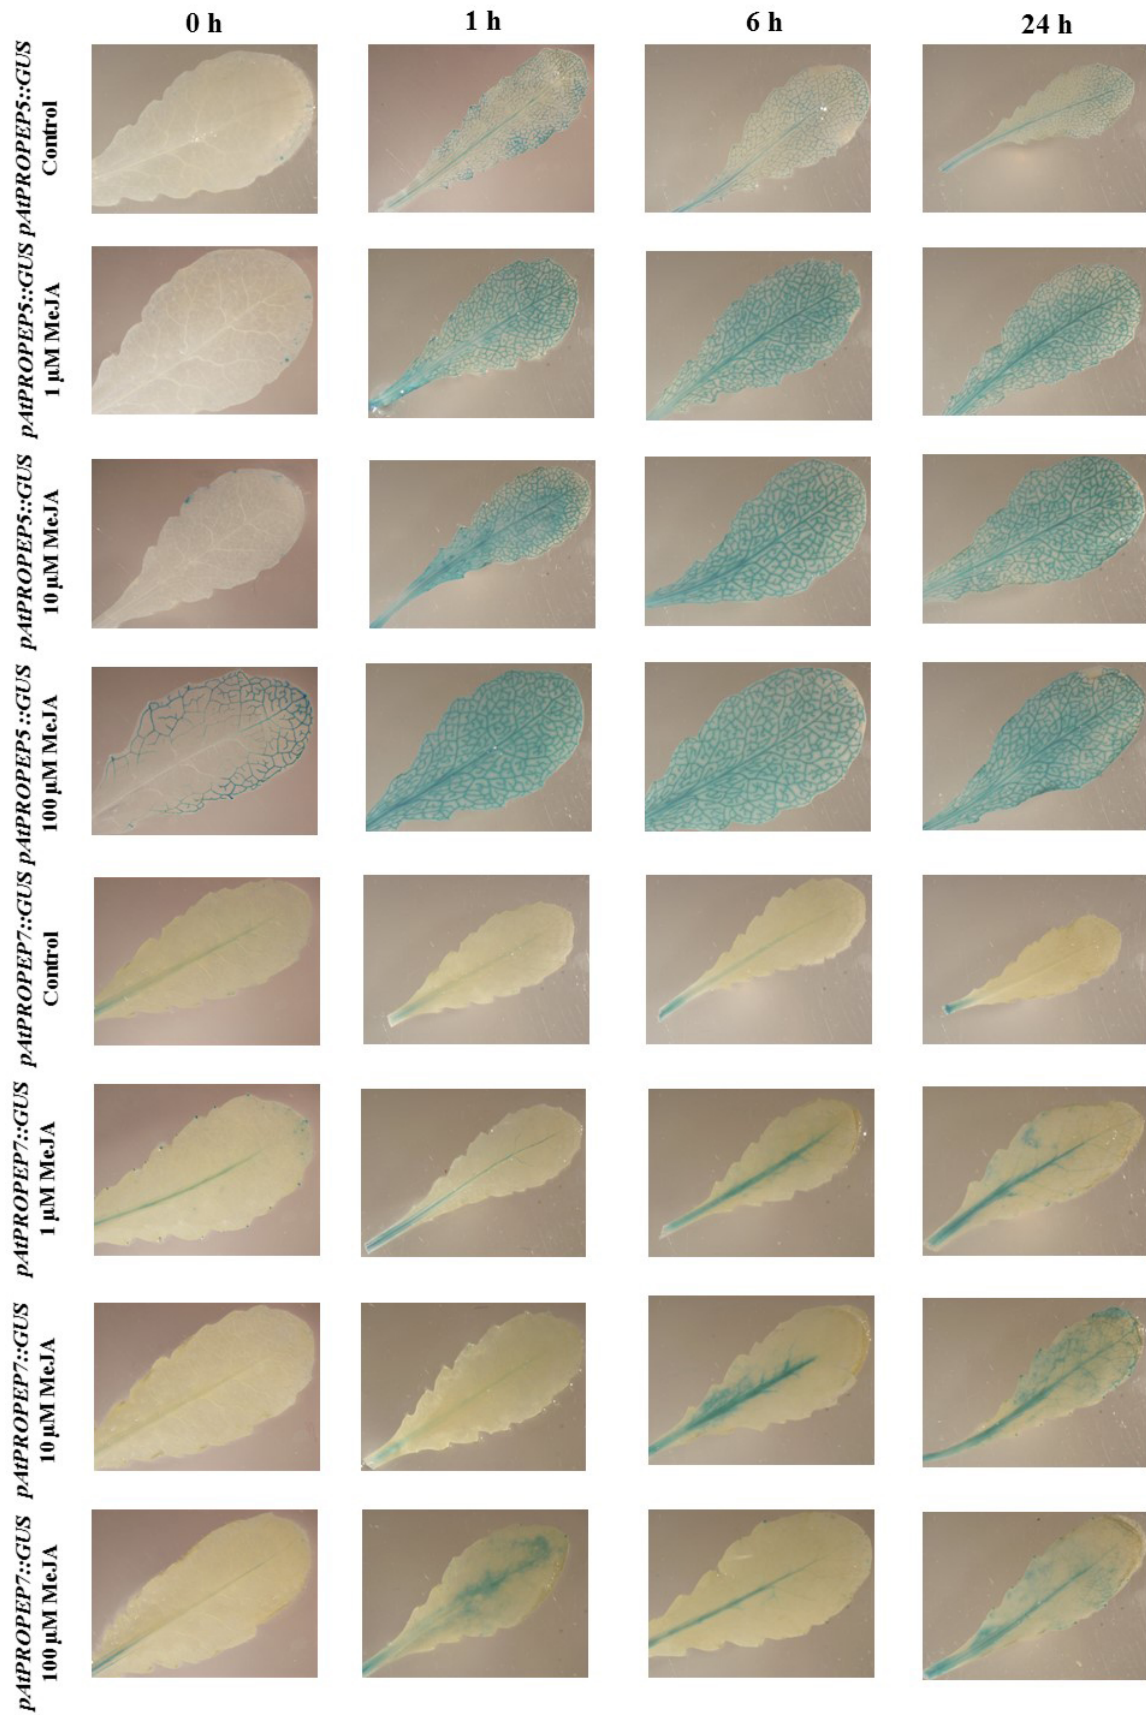 0 h 1 h 6 h 24 h
pAtPROPEP5::GUS
Control
pAtPROPEP5::GUS
1 μM MeJA
pAtPROPEP5::GUS
10 μM MeJA
pAtPROPEP5::GUS
100 μM MeJA
pAtPROPEP7::GUS
Control
pAtPROPEP7::GUS
1 μM MeJA
pAtPROPEP7::GUS
10 μM MeJA
pAtPROPEP7::GUS
100 μM MeJA